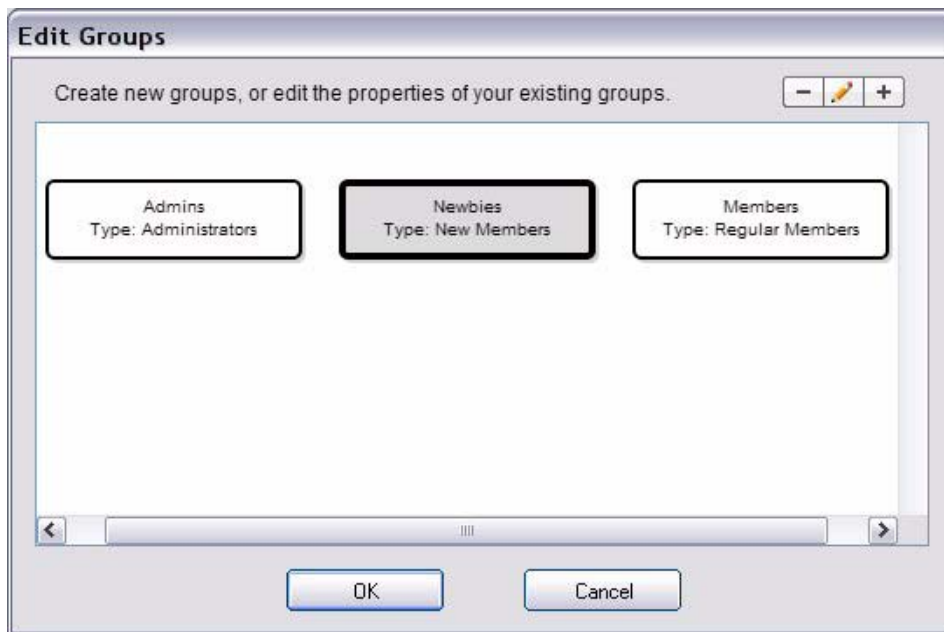 Edit Groups
Create new groups, or edit the properties of your existing groups.
Admins
Type: Administrators
Newbies
Type: New Members
Members
Type: Regular Members
OK
Cancel